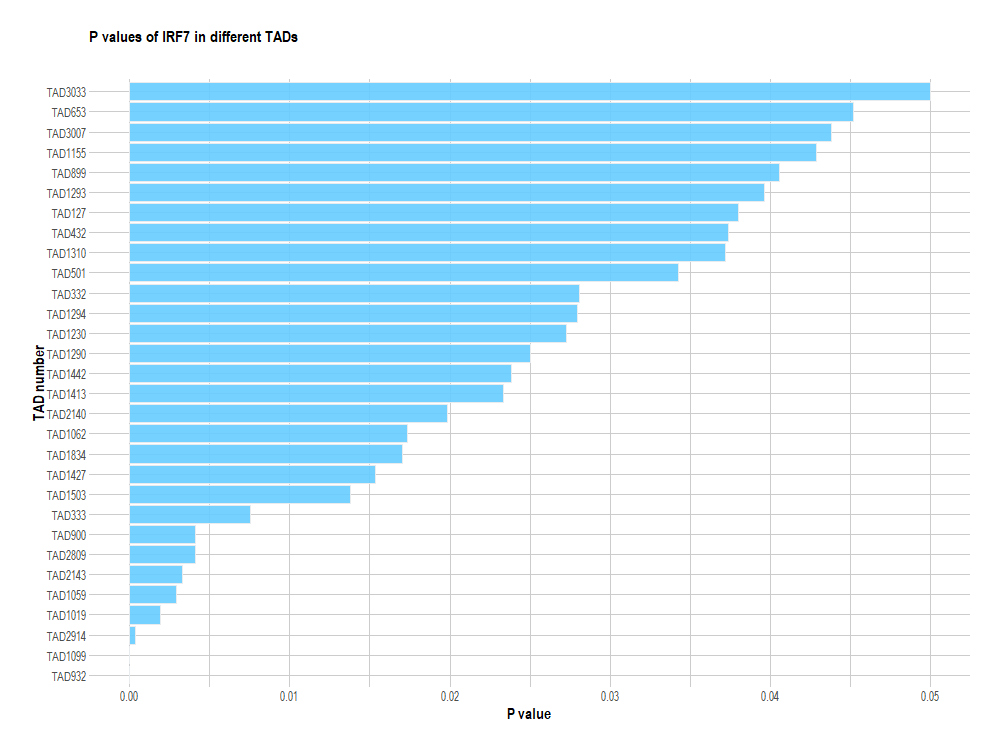 P values of IRF7 in different TADs
TAD3033
TAD653
TAD3007
TAD1155
TAD899
TAD1293
TAD127
TAD432
TAD1310
TAD501
TAD332
TAD1294
TAD1230
TAD1290
TAD1442
TAD1413
TAD2140
TAD1062
TAD1834
TAD1427
TAD1503
TAD333
TAD900
TAD2809
TAD2143
TAD1059
TAD1019
TAD2914
TAD1099
TAD932
TAD number
0.00 0.01 0.02 0.03 0.04 0.05
P value